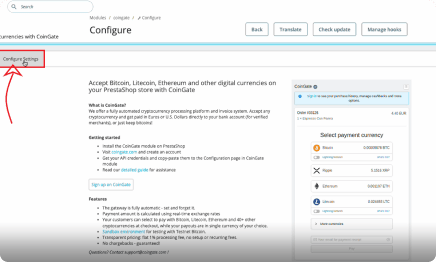 Search
Modules / coingate / Configure
Configure
Back
Translate
Check update
Manage hooks
currencies with CoinGate
Configure Settings
Accept Bitcoin, Litecoin, Ethereum and other digital currencies on
your PrestaShop store with CoinGate
What is CoinGate?
We offer a fully automated cryptocurrency processing platform and invoice system. Accept any
cryptocurrency and get paid in Euros or U.S. Dollars directly to your bank account (for verified
merchants), or just keep bitcoins!
Getting started
• Install the CoinGate module on PrestaShop
• Visit coingate.com and create an account
• Get your API credentials and copy-paste them to the Configuration page in CoinGate
module
• Read our detailed guide for assistance
Sign up on CoinGate
Features
• The gateway is fully automatic - set and forget it.
• Payment amount is calculated using real-time exchange rates
• Your customers can select to pay with Bitcoin, Litecoin, Ethereum and 40+ other
cryptocurrencies at checkout, while your payouts are in single currency of your choice.
• Sandbox environment for testing with Testnet Bitcoin.
• Transparent pricing: flat 1% processing fee, no setup or recurring fees.
• No chargebacks - guaranteed!
Questions? Contact support@coingate.com !
CoinGate
Select payment currency
Bitcoin
Ripple
Ethereum
Litecoin